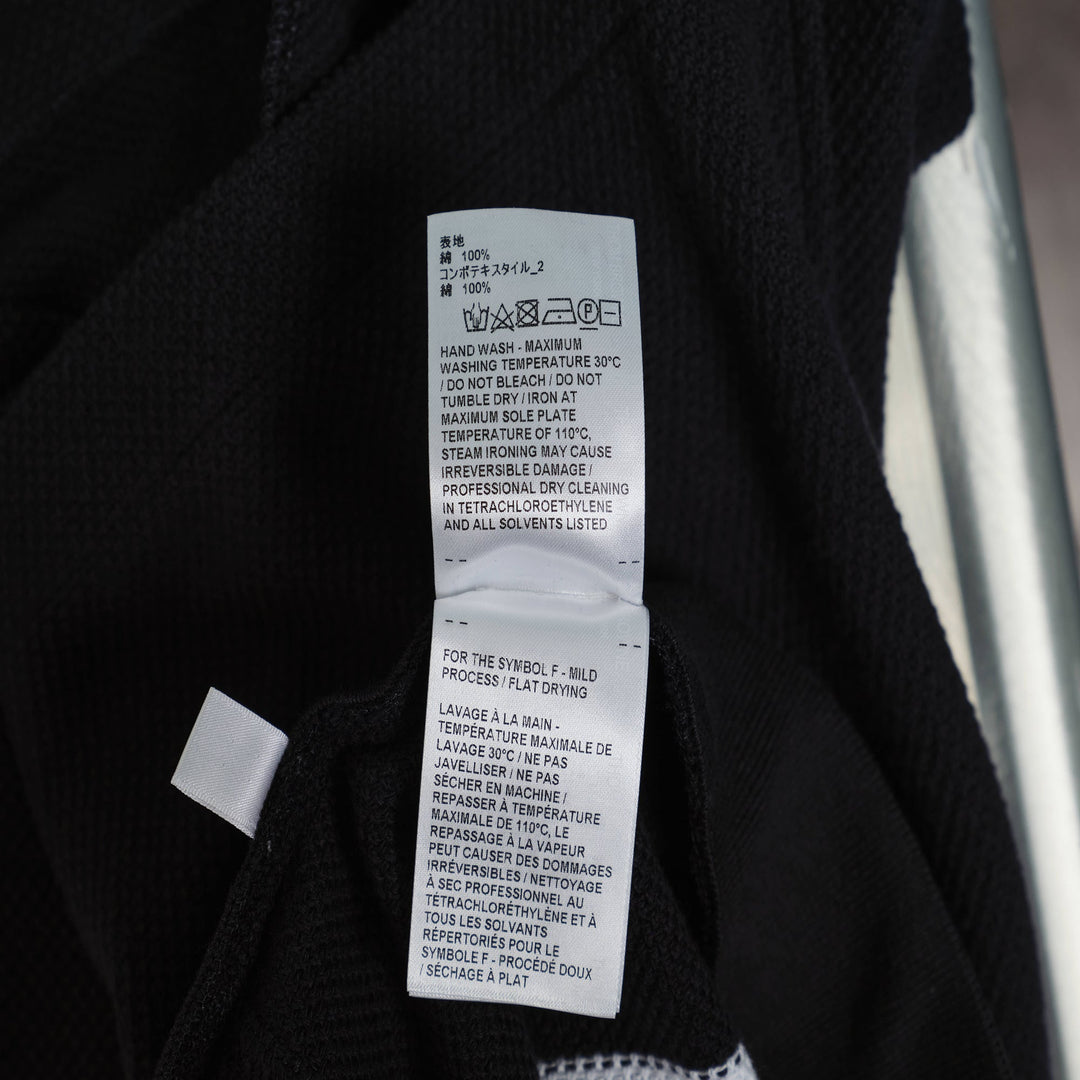 表地
綿 100%
コンポテキスタイル_2
綿 100%
P
HAND WASH - MAXIMUM
WASHING TEMPERATURE 30°C
/ DO NOT BLEACH / DO NOT
TUMBLE DRY / IRON AT
MAXIMUM SOLE PLATE
TEMPERATURE OF 110°C,
STEAM IRONING MAY CAUSE
IRREVERSIBLE DAMAGE /
PROFESSIONAL DRY CLEANING
IN TETRACHLOROETHYLENE
AND ALL SOLVENTS LISTED
FOR THE SYMBOL F - MILD
PROCESS / FLAT DRYING
LAVAGE À LA MAIN -
TEMPÉRATURE MAXIMALE DE
LAVAGE 30°C / NE PAS
JAVELLISER / NE PAS
SÉCHER EN MACHINE /
REPASSER À TEMPÉRATURE
MAXIMALE DE 110°C, LE
REPASSAGE À LA VAPEUR
PEUT CAUSER DES DOMMAGES
IRRÉVERSIBLES / NETTOYAGE
À SEC PROFESSIONNEL AU
TÉTRACHLORÉTHYLÈNE ET À
TOUS LES SOLVANTS
RÉPERTORIÉS POUR LE
SYMBOLE F - PROCÉDÉ DOUX
/ SÉCHAGE À PLAT